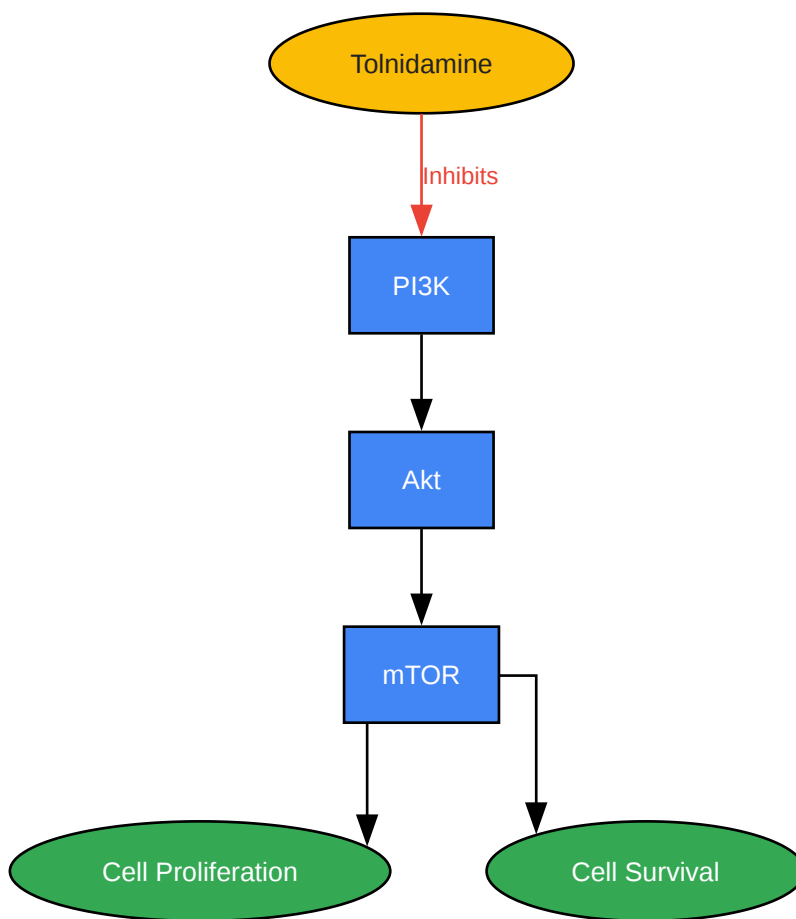 Tolnidamine
Inhibits
PI3K
Akt
mTOR
Cell Proliferation
Cell Survival